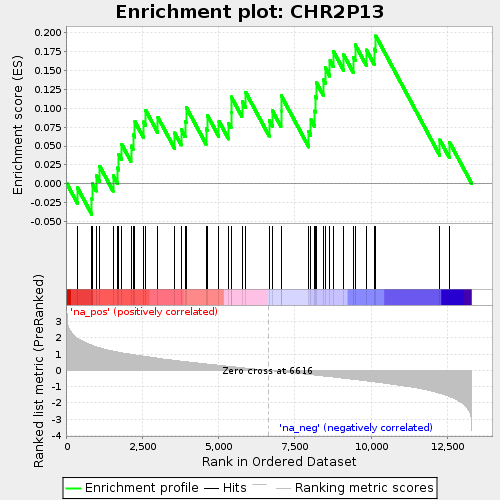 Enrichment plot: CHR2P13
Enrichment score (ES)
0.200
0.175
0.150
0.125
0.100
0.075
0.050
0.025
0.000
-0.025
-0.050
'na_pos' (positively correlated)
Ranked list metric (PreRanked)
3
2
1
0
-1
-2
-3
-4
Zero cross at 6616
'na_neg' (negatively correlated)
0
2,500
5,000
7,500
10,000
12,500
Rank in Ordered Dataset
Enrichment profile
Hits
Ranking metric scores